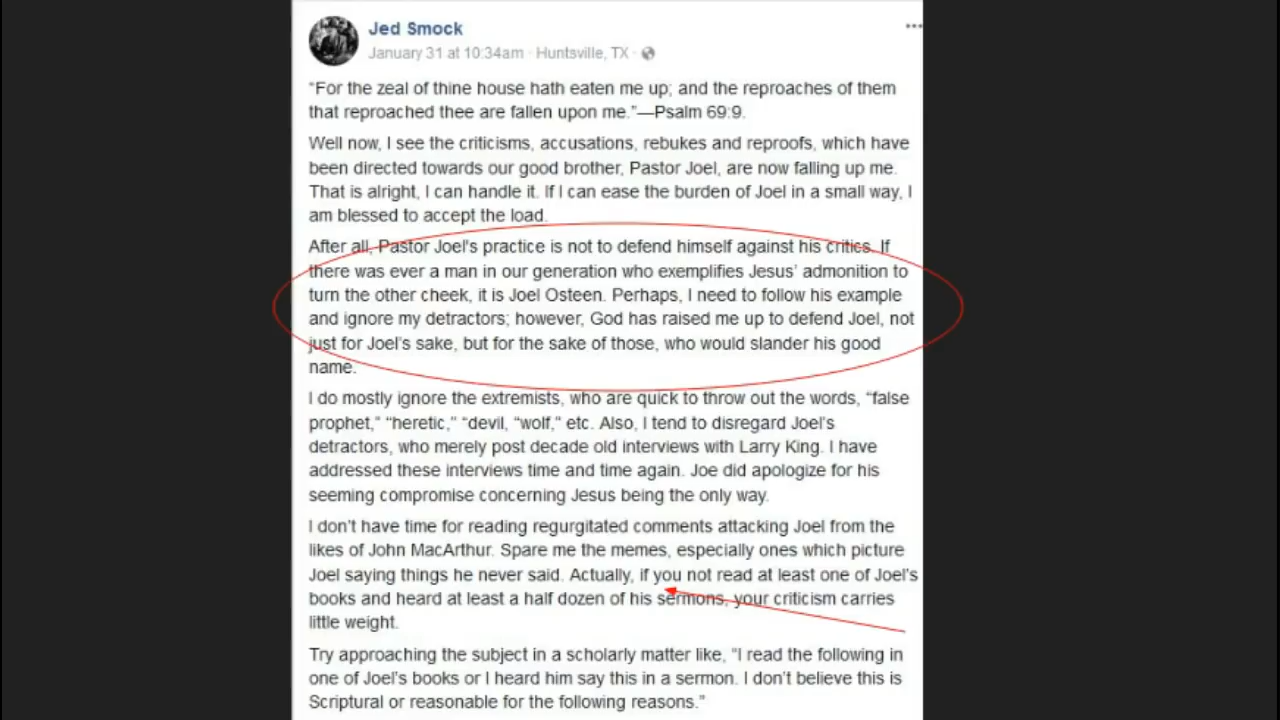 Jed Smock
January 31 at 10:34am · Huntsville, TX ·
“For the zeal of thine house hath eaten me up; and the reproaches of them
that reproached thee are fallen upon me.”—Psalm 69:9.
Well now, I see the criticisms, accusations, rebukes and reproofs, which have
been directed towards our good brother, Pastor Joel, are now falling up me.
That is alright, I can handle it. If I can ease the burden of Joel in a small way, I
am blessed to accept the load.
After all, Pastor Joel's practice is not to defend himself against his critics. If
there was ever a man in our generation who exemplifies Jesus' admonition to
turn the other cheek, it is Joel Osteen. Perhaps, I need to follow his example
and ignore my detractors; however, God has raised me up to defend Joel, not
just for Joel's sake, but for the sake of those, who would slander his good
name.
I do mostly ignore the extremists, who are quick to throw out the words, “false
prophet,” “heretic,” “devil, “wolf,” etc. Also, I tend to disregard Joel's
detractors, who merely post decade old interviews with Larry King. I have
addressed these interviews time and time again. Joe did apologize for his
seeming compromise concerning Jesus being the only way.
I don't have time for reading regurgitated comments attacking Joel from the
likes of John MacArthur. Spare me the memes, especially ones which picture
Joel saying things he never said. Actually, if you not read at least one of Joel's
books and heard at least a half dozen of his sermons, your criticism carries
little weight.
Try approaching the subject in a scholarly matter like, “I read the following in
one of Joel's books or I heard him say this in a sermon. I don't believe this is
Scriptural or reasonable for the following reasons.”